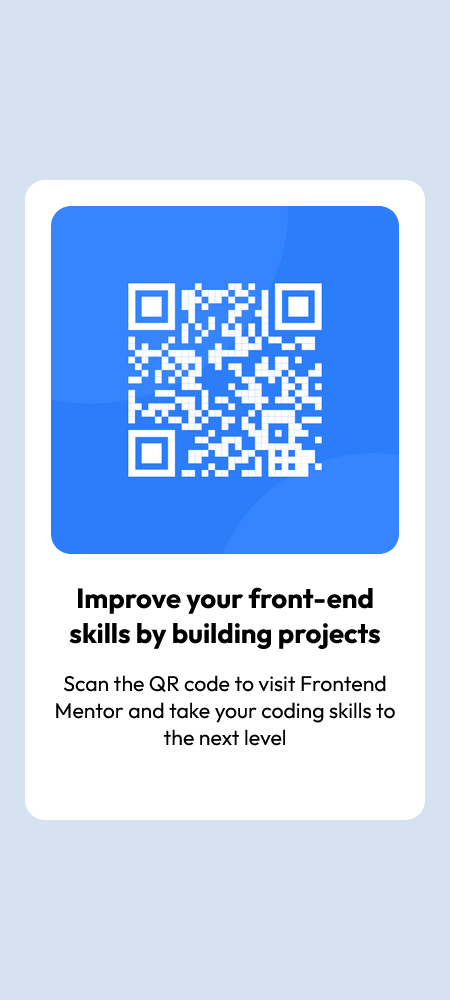 Improve your front-end
skills by building projects
Scan the QR code to visit Frontend
Mentor and take your coding skills to
the next level